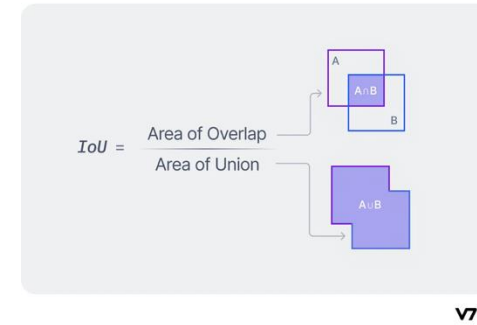 A
A∩B
B
IoU =
Area of Overlap
Area of Union
A∪B
V7